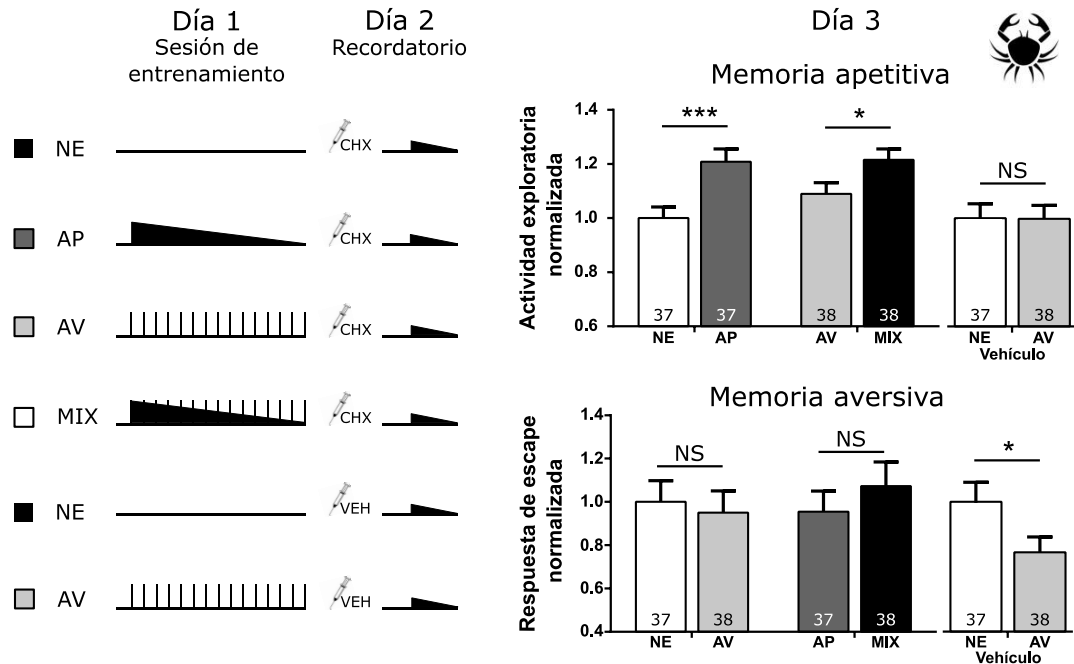 Día 1
Sesión de
entrenamiento
Día 2
Recordatorio
NE
CHX
AP
CHX
AV
CHX
MIX
CHX
NE
VEH
AV
VEH
Día 3
Memoria apetitiva
Actividad exploratoria
normalizada
1.4
1.2
1.0
0.8
0.6
***
*
NS
37
37
38
38
37
38
NE
AP
AV
MIX
NE
AV
Vehículo
Memoria aversiva
Respuesta de escape
normalizada
1.4
1.2
1.0
0.8
0.6
0.4
NS
NS
*
37
38
37
38
37
38
NE
AV
AP
MIX
NE
AV
Vehículo